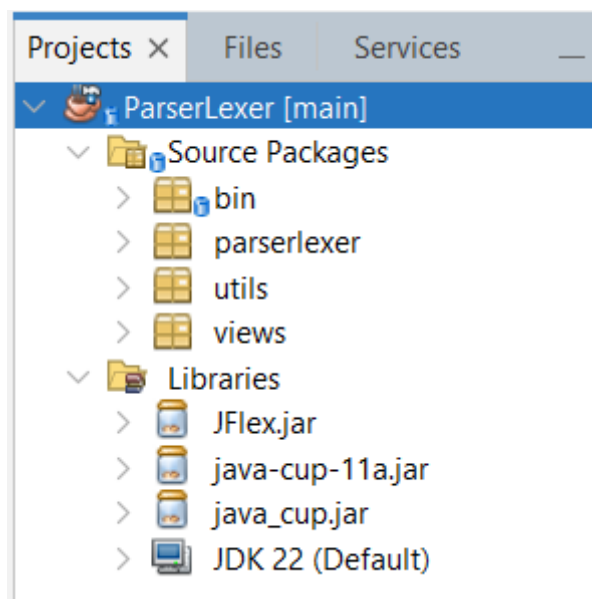 Projects × Files Services
ParserLexer [main]
Source Packages
bin
parserlexer
utils
views
Libraries
JFlex.jar
java-cup-11a.jar
java_cup.jar
JDK 22 (Default)